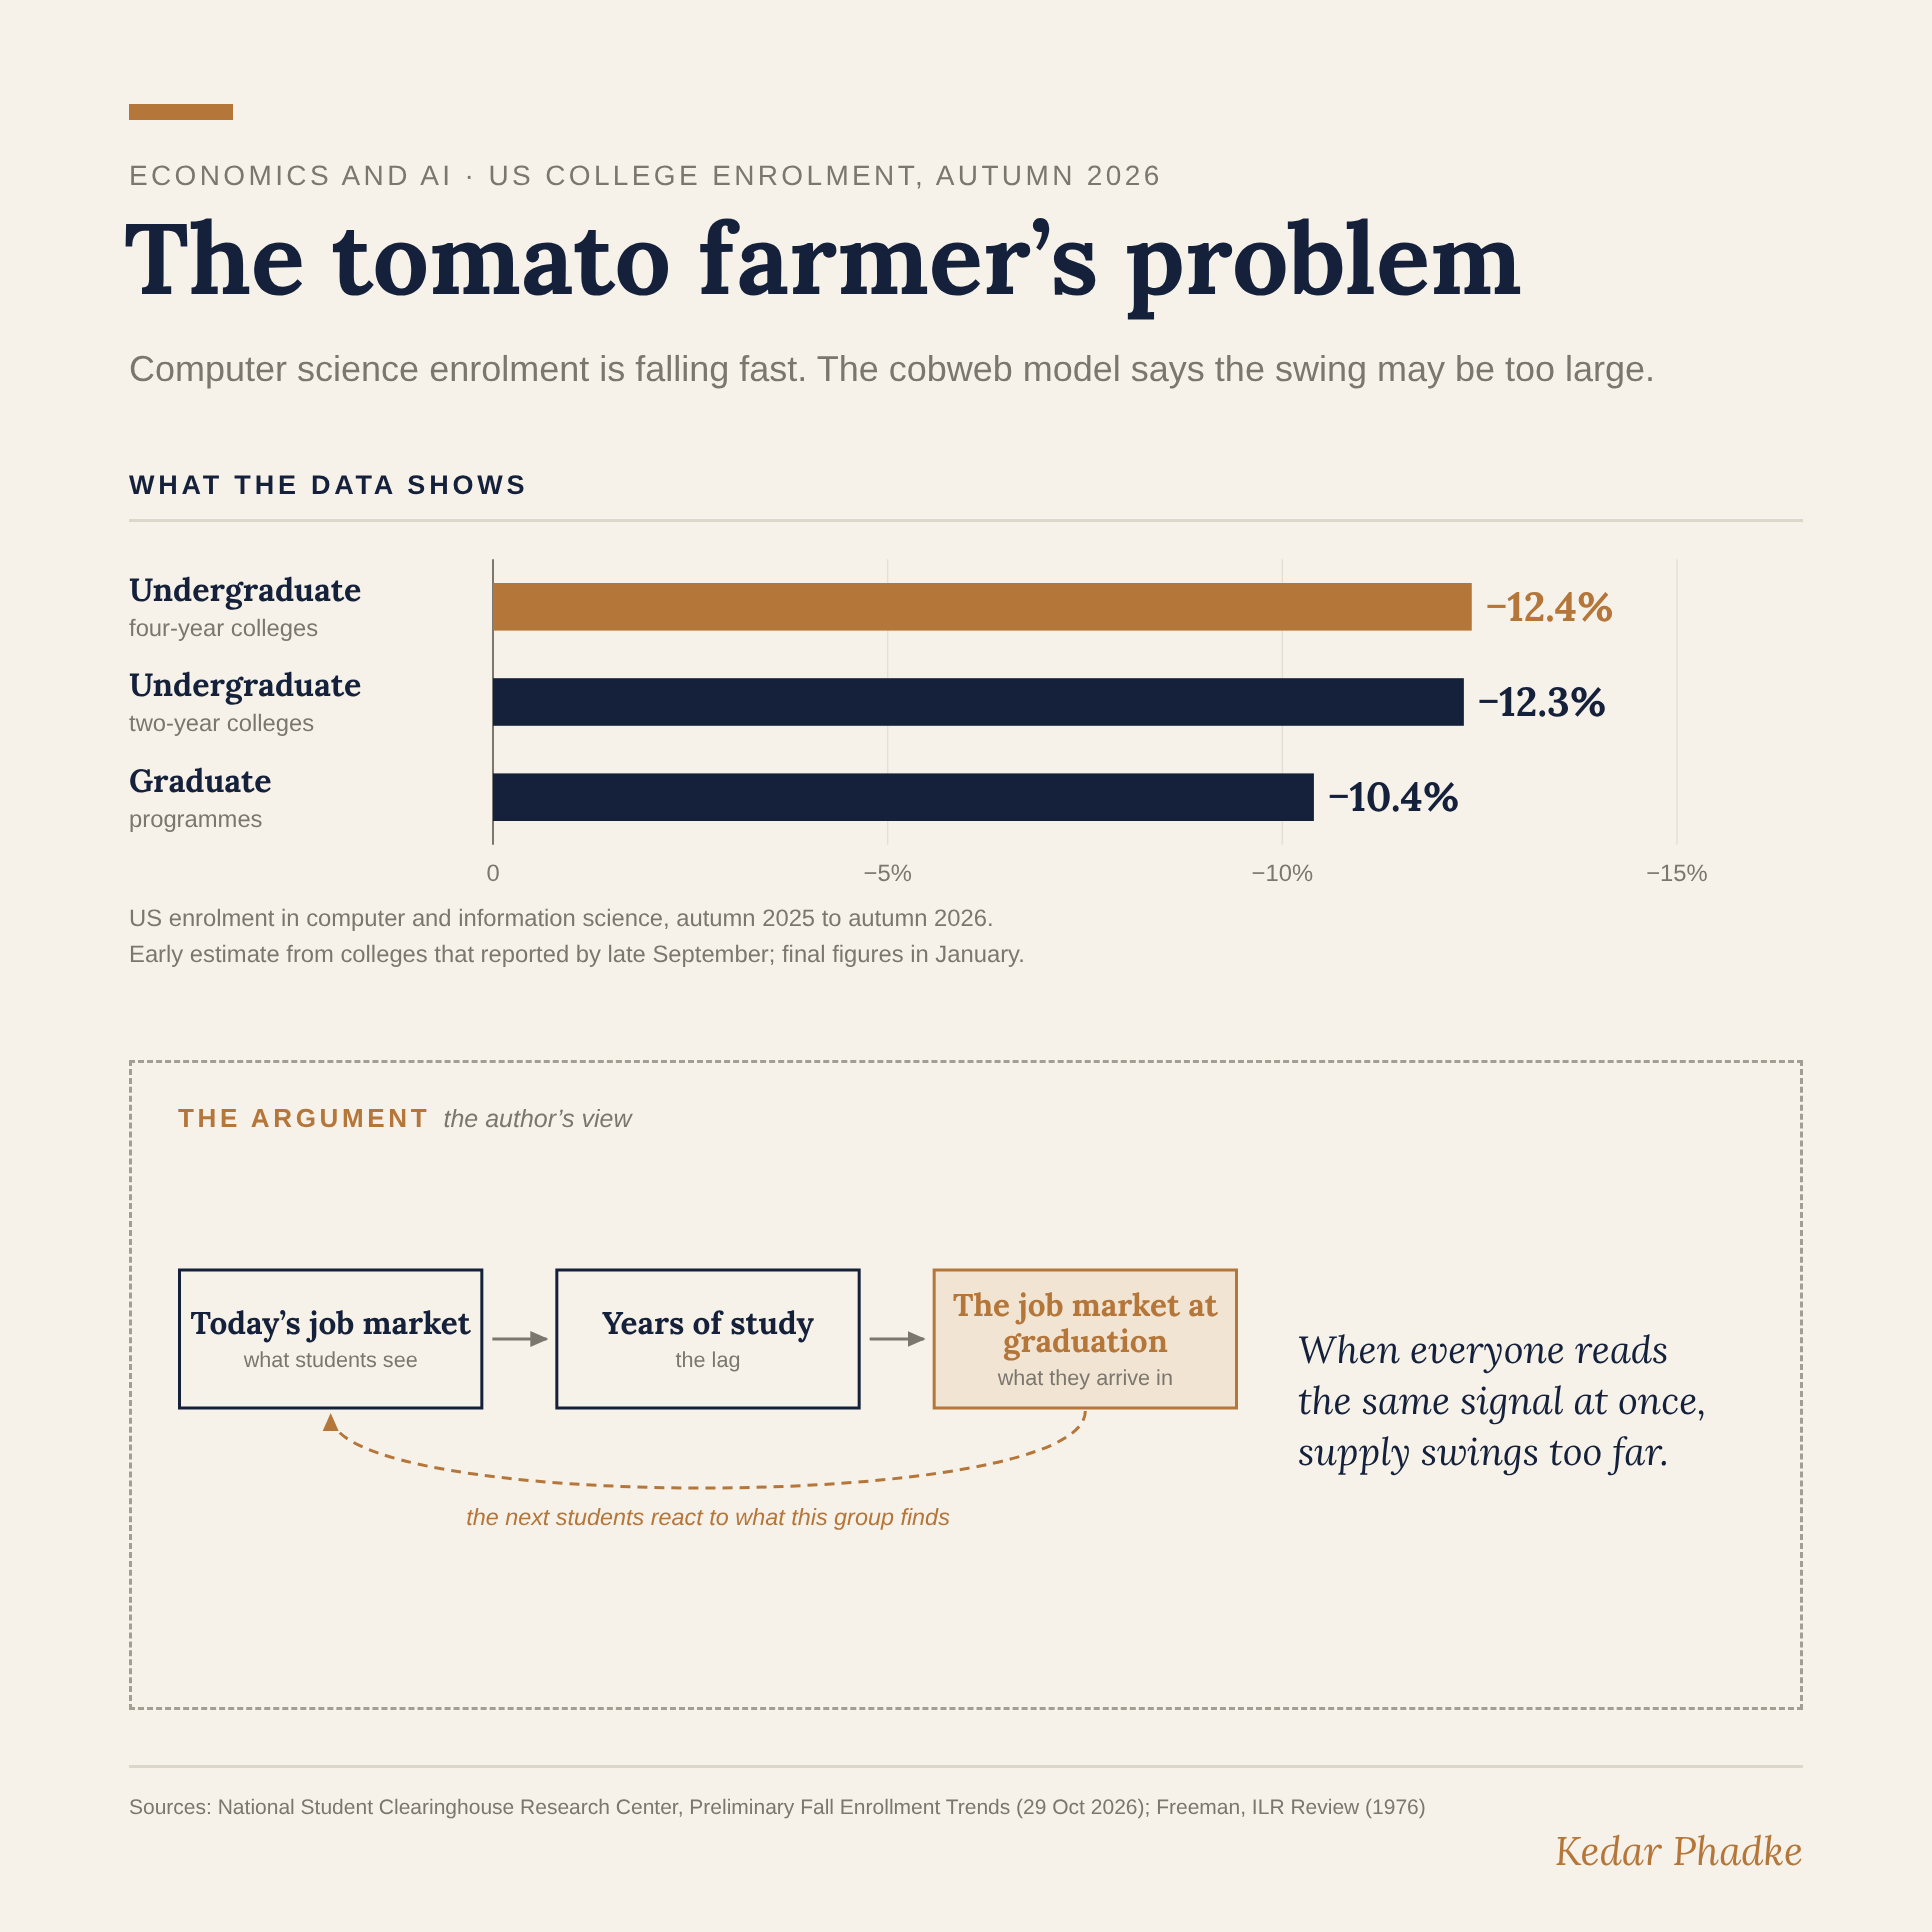 ECONOMICS AND AI · US COLLEGE ENROLMENT, AUTUMN 2026
The tomato farmer’s problem
Computer science enrolment is falling fast. The cobweb model says the swing may be too large.
WHAT THE DATA SHOWS
Undergraduate
four-year colleges
−12.4%
Undergraduate
two-year colleges
−12.3%
Graduate
programmes
−10.4%
0 −5% −10% −15%
US enrolment in computer and information science, autumn 2025 to autumn 2026.
Early estimate from colleges that reported by late September; final figures in January.
THE ARGUMENT the author’s view
Today’s job market
what students see
Years of study
the lag
The job market at
graduation
what they arrive in
the next students react to what this group finds
When everyone reads
the same signal at once,
supply swings too far.
Sources: National Student Clearinghouse Research Center, Preliminary Fall Enrollment Trends (29 Oct 2026); Freeman, ILR Review (1976)
Kedar Phadke